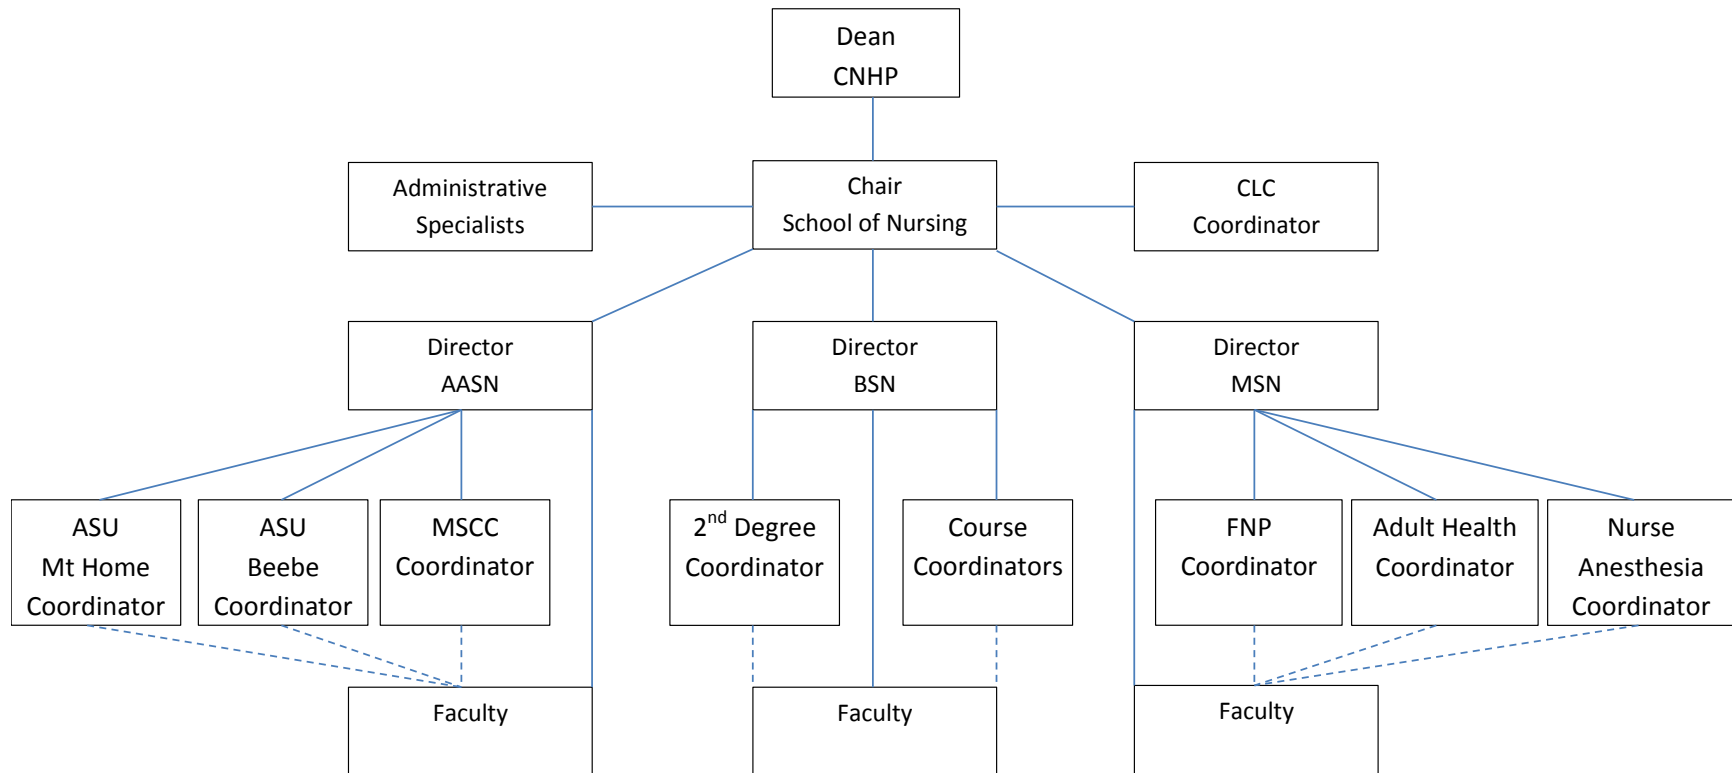 Dean
CNHP
Administrative
Specialists
Chair
School of Nursing
CLC
Coordinator
Director
AASN
Director
BSN
Director
MSN
ASU
Mt Home
Coordinator
ASU
Beebe
Coordinator
MSCC
Coordinator
2nd Degree
Coordinator
Course
Coordinators
FNP
Coordinator
Adult Health
Coordinator
Nurse
Anesthesia
Coordinator
Faculty
Faculty
Faculty